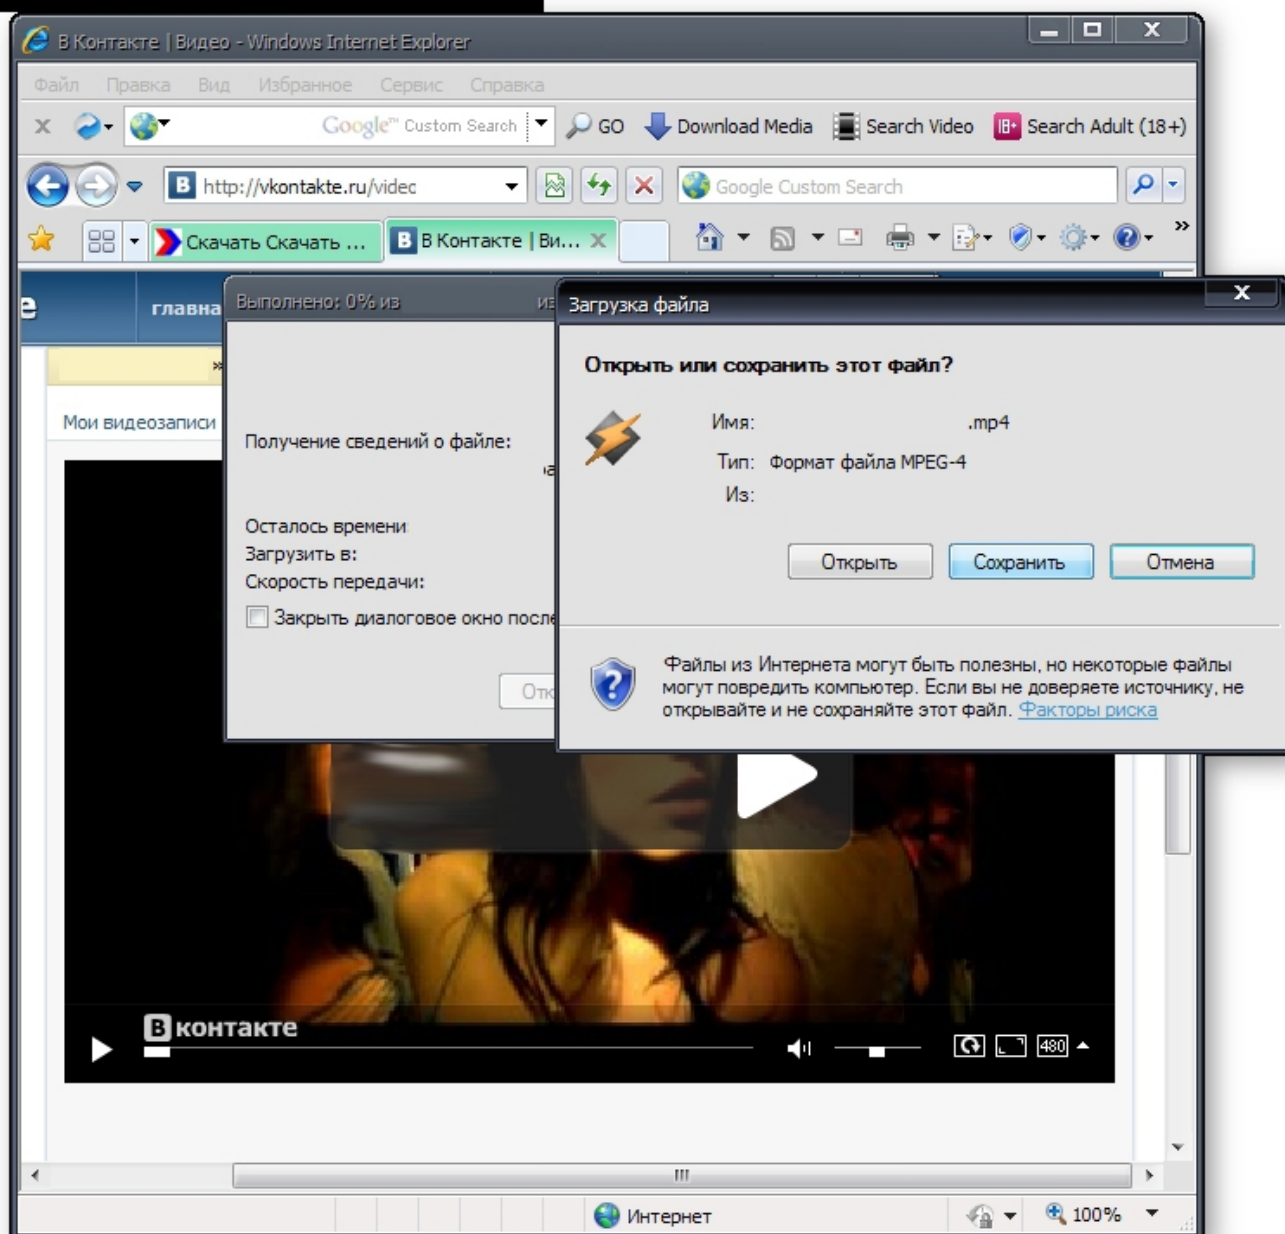 В Контакте | Видео - Windows Internet Explorer
Файл Правка Вид Избранное Сервис Справка
Google™ Custom Search GO Download Media Search Video 18+ Search Adult (18+)
B http://vkontakte.ru/videc Google Custom Search
Скачать Скачать ... B В Контакте | Ви... X
е главна
Выполнено: 0% из из
Загрузка файла
»
Мои видеозаписи
Получение сведений о файле:
Осталось времени
Загрузить в:
Скорость передачи:
Закрыть диалоговое окно после
Отк
Открыть или сохранить этот файл?
Имя: .mp4
Тип: Формат файла MPEG-4
Из:
Открыть Сохранить Отмена
Файлы из Интернета могут быть полезны, но некоторые файлы
могут повредить компьютер. Если вы не доверяете источнику, не
открывайте и не сохраняйте этот файл. Факторы риска
В контакте
480
Интернет 100%